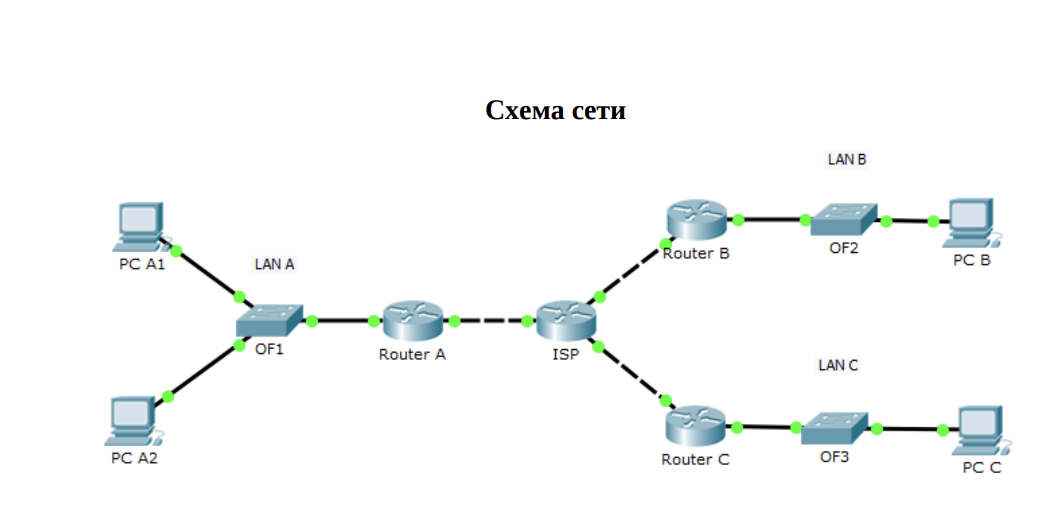 Схема сети
LAN B
PC A1
LAN A
Router B
OF2
PC B
OF1
Router A
ISP
LAN C
PC A2
Router C
OF3
PC C